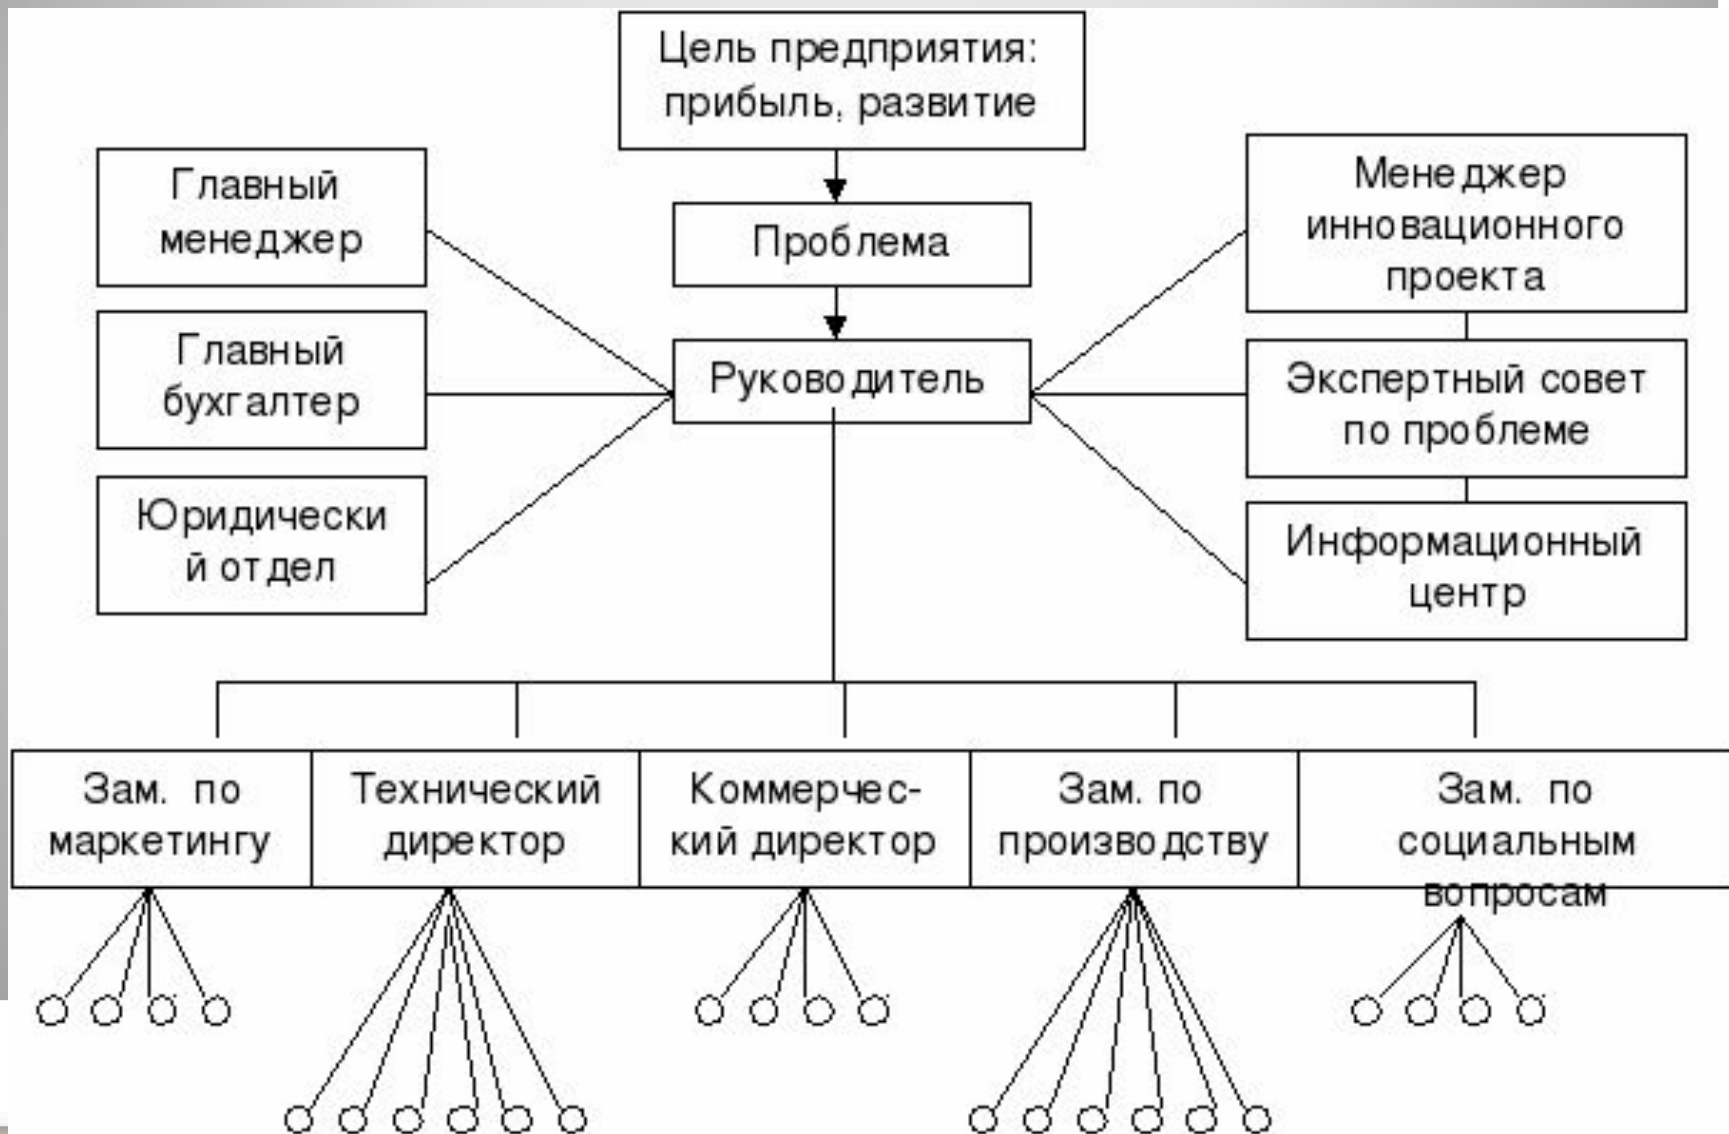 Цель предприятия:
прибыль, развитие
Главный
менеджер
Проблема
Менеджер
инновационного
проекта
Главный
бухгалтер
Руководитель
Экспертный совет
по проблеме
Юридически
й отдел
Информационный
центр
Зам. по
маркетингу
Технический
директор
Коммерчес-
кий директор
Зам. по
производству
Зам. по
социальным
вопросам